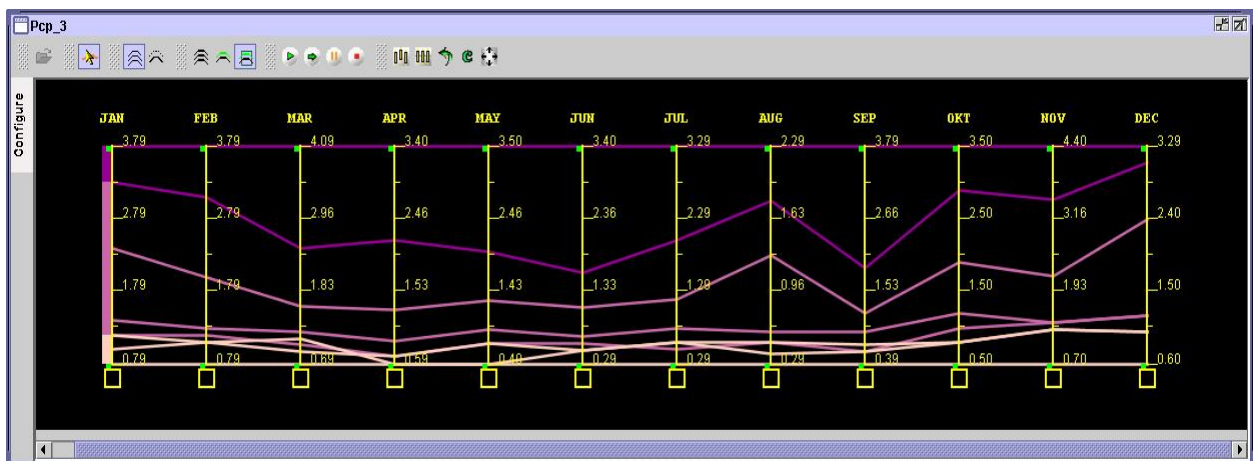 Pcp_3
Configure
JAN FEB MAR APR MAY JUN JUL AUG SEP OKT NOV DEC
3.79 3.79 4.09 3.40 3.50 3.40 3.29 2.29 3.79 3.50 4.40 3.29
2.79 2.79 2.96 2.46 2.46 2.36 2.29 1.63 2.66 2.50 3.16 2.40
1.79 1.79 1.83 1.53 1.43 1.33 1.29 0.96 1.53 1.50 1.93 1.50
0.79 0.79 0.69 0.59 0.40 0.29 0.29 0.29 0.39 0.50 0.70 0.60